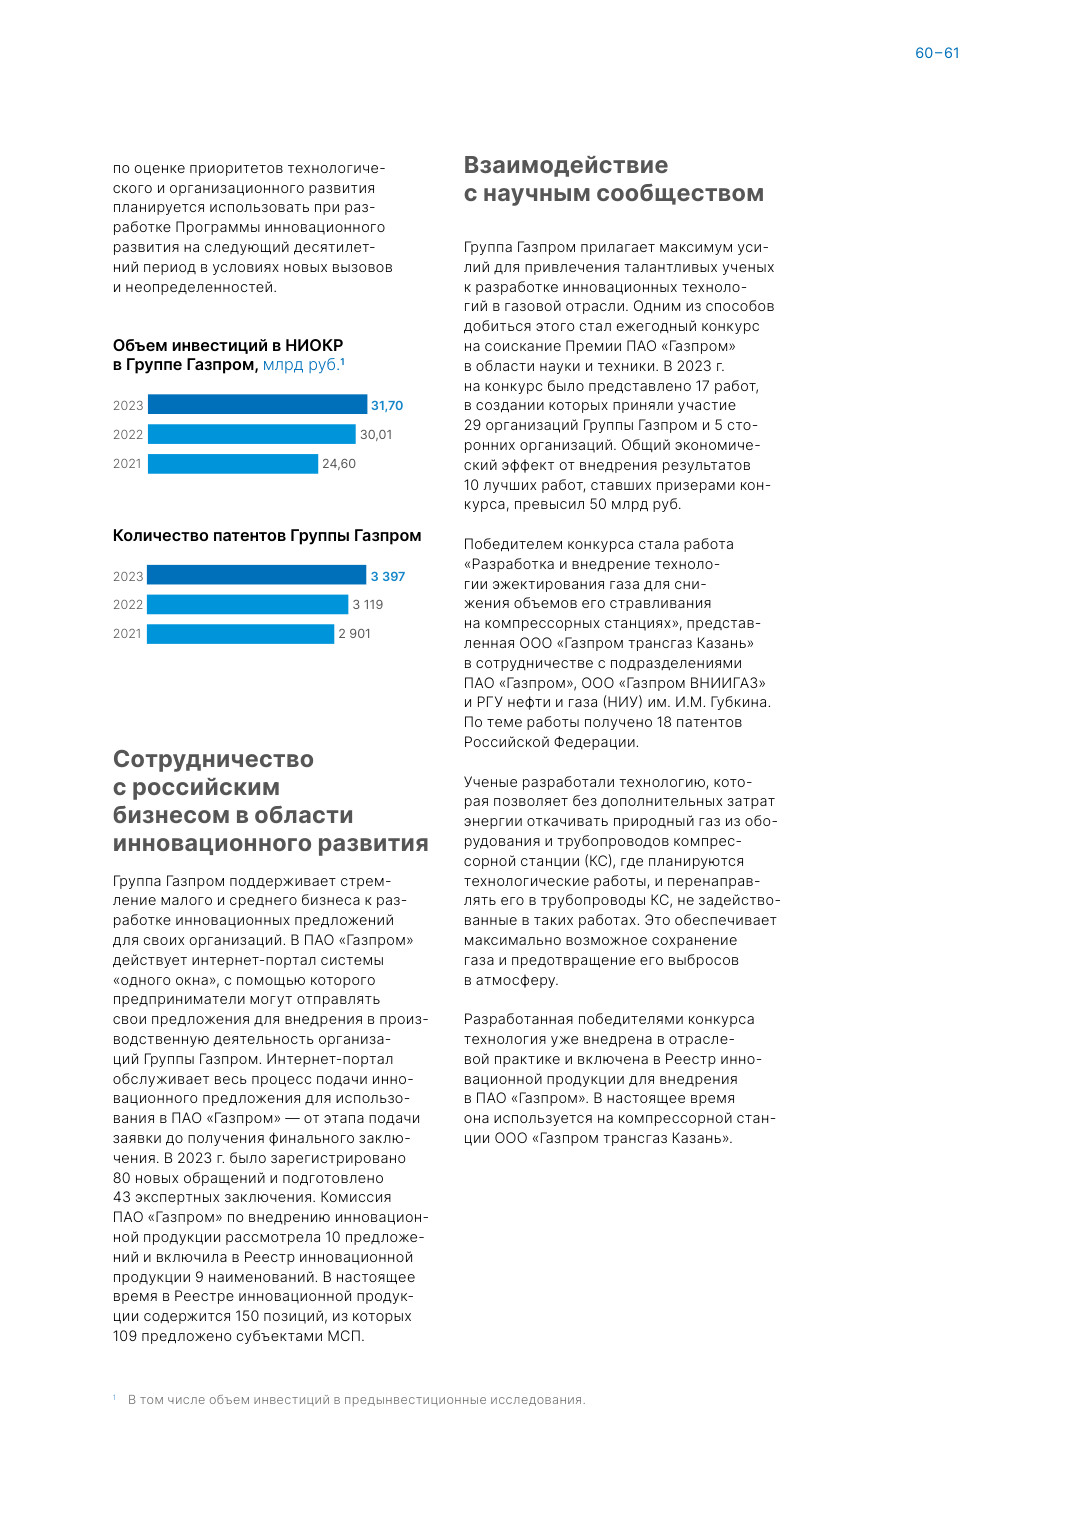 60–61
по оценке приоритетов технологиче-
ского и организационного развития
планируется использовать при раз-
работке Программы инновационного
развития на следующий десятилет-
ний период в условиях новых вызовов
и неопределенностей.
Объем инвестиций в НИОКР
в Группе Газпром, млрд руб.¹
2023 31,70
2022 30,01
2021 24,60
Количество патентов Группы Газпром
2023 3 397
2022 3 119
2021 2 901
Сотрудничество
с российским
бизнесом в области
инновационного развития
Группа Газпром поддерживает стрем-
ление малого и среднего бизнеса к раз-
работке инновационных предложений
для своих организаций. В ПАО «Газпром»
действует интернет-портал системы
«одного окна», с помощью которого
предприниматели могут отправлять
свои предложения для внедрения в произ-
водственную деятельность организа-
ций Группы Газпром. Интернет-портал
обслуживает весь процесс подачи инно-
вационного предложения для использо-
вания в ПАО «Газпром» — от этапа подачи
заявки до получения финального заклю-
чения. В 2023 г. было зарегистрировано
80 новых обращений и подготовлено
43 экспертных заключения. Комиссия
ПАО «Газпром» по внедрению инновацион-
ной продукции рассмотрела 10 предложе-
ний и включила в Реестр инновационной
продукции 9 наименований. В настоящее
время в Реестре инновационной продук-
ции содержится 150 позиций, из которых
109 предложено субъектами МСП.
Взаимодействие
с научным сообществом
Группа Газпром прилагает максимум уси-
лий для привлечения талантливых ученых
к разработке инновационных техноло-
гий в газовой отрасли. Одним из способов
добиться этого стал ежегодный конкурс
на соискание Премии ПАО «Газпром»
в области науки и техники. В 2023 г.
на конкурс было представлено 17 работ,
в создании которых приняли участие
29 организаций Группы Газпром и 5 сто-
ронних организаций. Общий экономиче-
ский эффект от внедрения результатов
10 лучших работ, ставших призерами кон-
курса, превысил 50 млрд руб.
Победителем конкурса стала работа
«Разработка и внедрение техноло-
гии эжектирования газа для сни-
жения объемов его стравливания
на компрессорных станциях», представ-
ленная ООО «Газпром трансгаз Казань»
в сотрудничестве с подразделениями
ПАО «Газпром», ООО «Газпром ВНИИГАЗ»
и РГУ нефти и газа (НИУ) им. И.М. Губкина.
По теме работы получено 18 патентов
Российской Федерации.
Ученые разработали технологию, кото-
рая позволяет без дополнительных затрат
энергии откачивать природный газ из обо-
рудования и трубопроводов компрес-
сорной станции (КС), где планируются
технологические работы, и перенаправ-
лять его в трубопроводы КС, не задейство-
ванные в таких работах. Это обеспечивает
максимально возможное сохранение
газа и предотвращение его выбросов
в атмосферу.
Разработанная победителями конкурса
технология уже внедрена в отрасле-
вой практике и включена в Реестр инно-
вационной продукции для внедрения
в ПАО «Газпром». В настоящее время
она используется на компрессорной стан-
ции ООО «Газпром трансгаз Казань».
¹ В том числе объем инвестиций в предынвестиционные исследования.